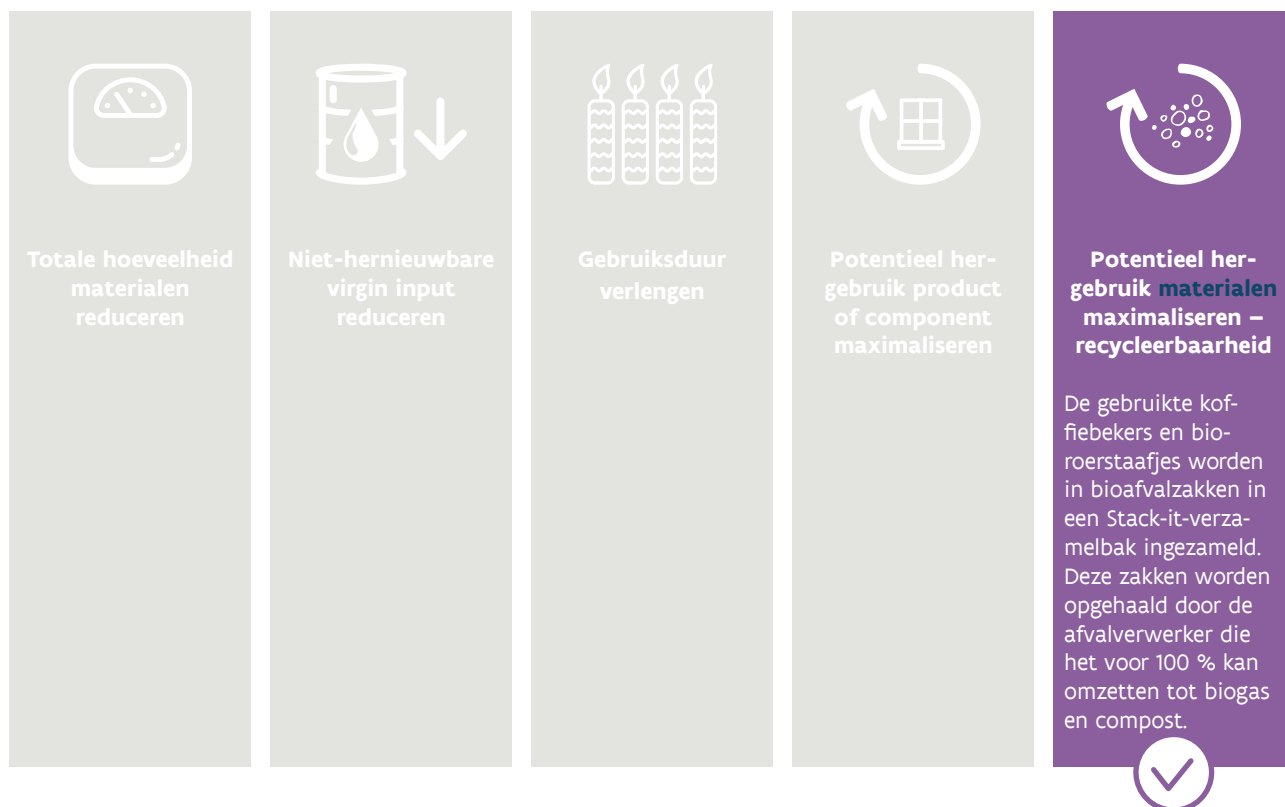 Totale hoeveelheid
materialen
reduceren
Niet-hernieuwbare
virgin input
reduceren
Gebruiksduur
verlengen
Potentieel her-
gebruik product
of component
maximaliseren
Potentieel her-
gebruik materialen
maximaliseren –
recycleerbaarheid
De gebruikte kof-
fiebekers en bio-
roerstaafjes worden
in bioafvalzakken in
een Stack-it-verza-
melbak ingezameld.
Deze zakken worden
opgehaald door de
afvalverwerker die
het voor 100 % kan
omzetten tot biogas
en compost.